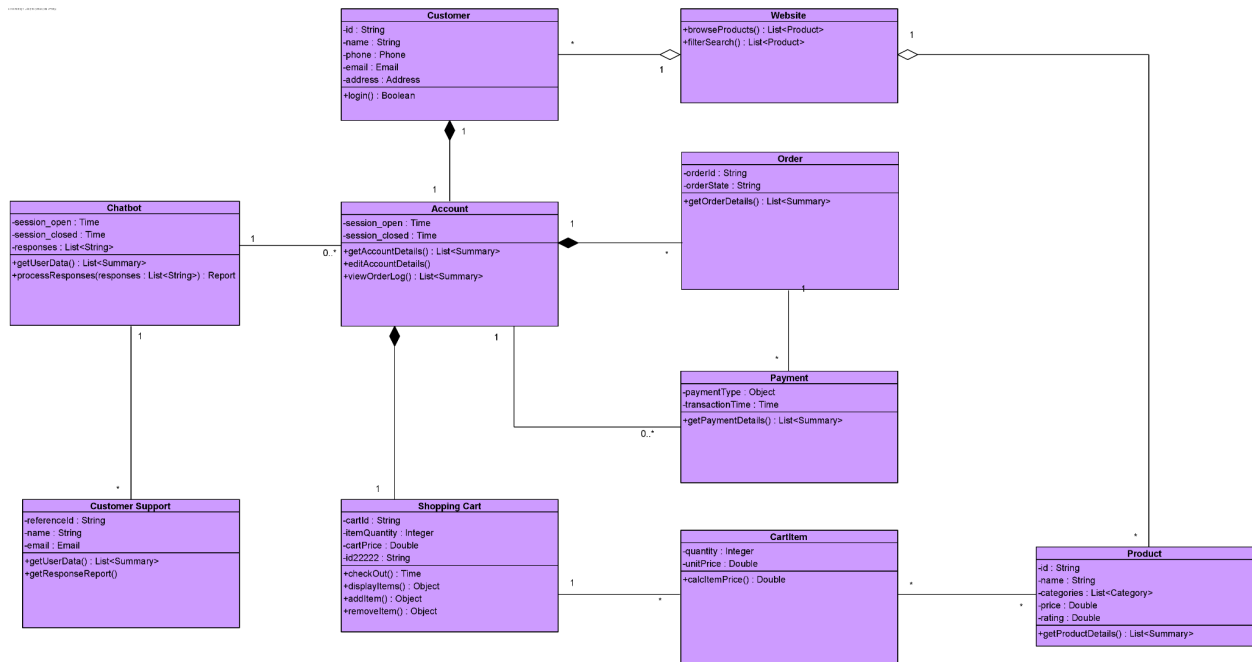 Customer
-id : String
-name : String
-phone : Phone
-email : Email
-address : Address
+login() : Boolean
Website
+browseProducts() : List<Product>
+filterSearch() : List<Product>
*
1
1
1
1
Order
-orderId : String
-orderState : String
+getOrderDetails() : List<Summary>
Chatbot
-session_open : Time
-session_closed : Time
-responses : List<String>
+getUserData() : List<Summary>
+processResponses(responses : List<String>) : Report
Account
-session_open : Time
-session_closed : Time
+getAccountDetails() : List<Summary>
+editAccountDetails()
+viewOrderLog() : List<Summary>
1
0..*
1
*
1
*
1
1
0..*
Payment
-paymentType : Object
-transactionTime : Time
+getPaymentDetails() : List<Summary>
*
1
Customer Support
-referenceId : String
-name : String
-email : Email
+getUserData() : List<Summary>
+getResponseReport()
Shopping Cart
-cartId : String
-itemQuantity : Integer
-cartPrice : Double
-id22222 : String
+checkOut() : Time
+displayItems() : Object
+addItem() : Object
+removeItem() : Object
1
*
CartItem
-quantity : Integer
-unitPrice : Double
+calcItemPrice() : Double
*
*
*
Product
-id : String
-name : String
-categories : List<Category>
-price : Double
-rating : Double
+getProductDetails() : List<Summary>